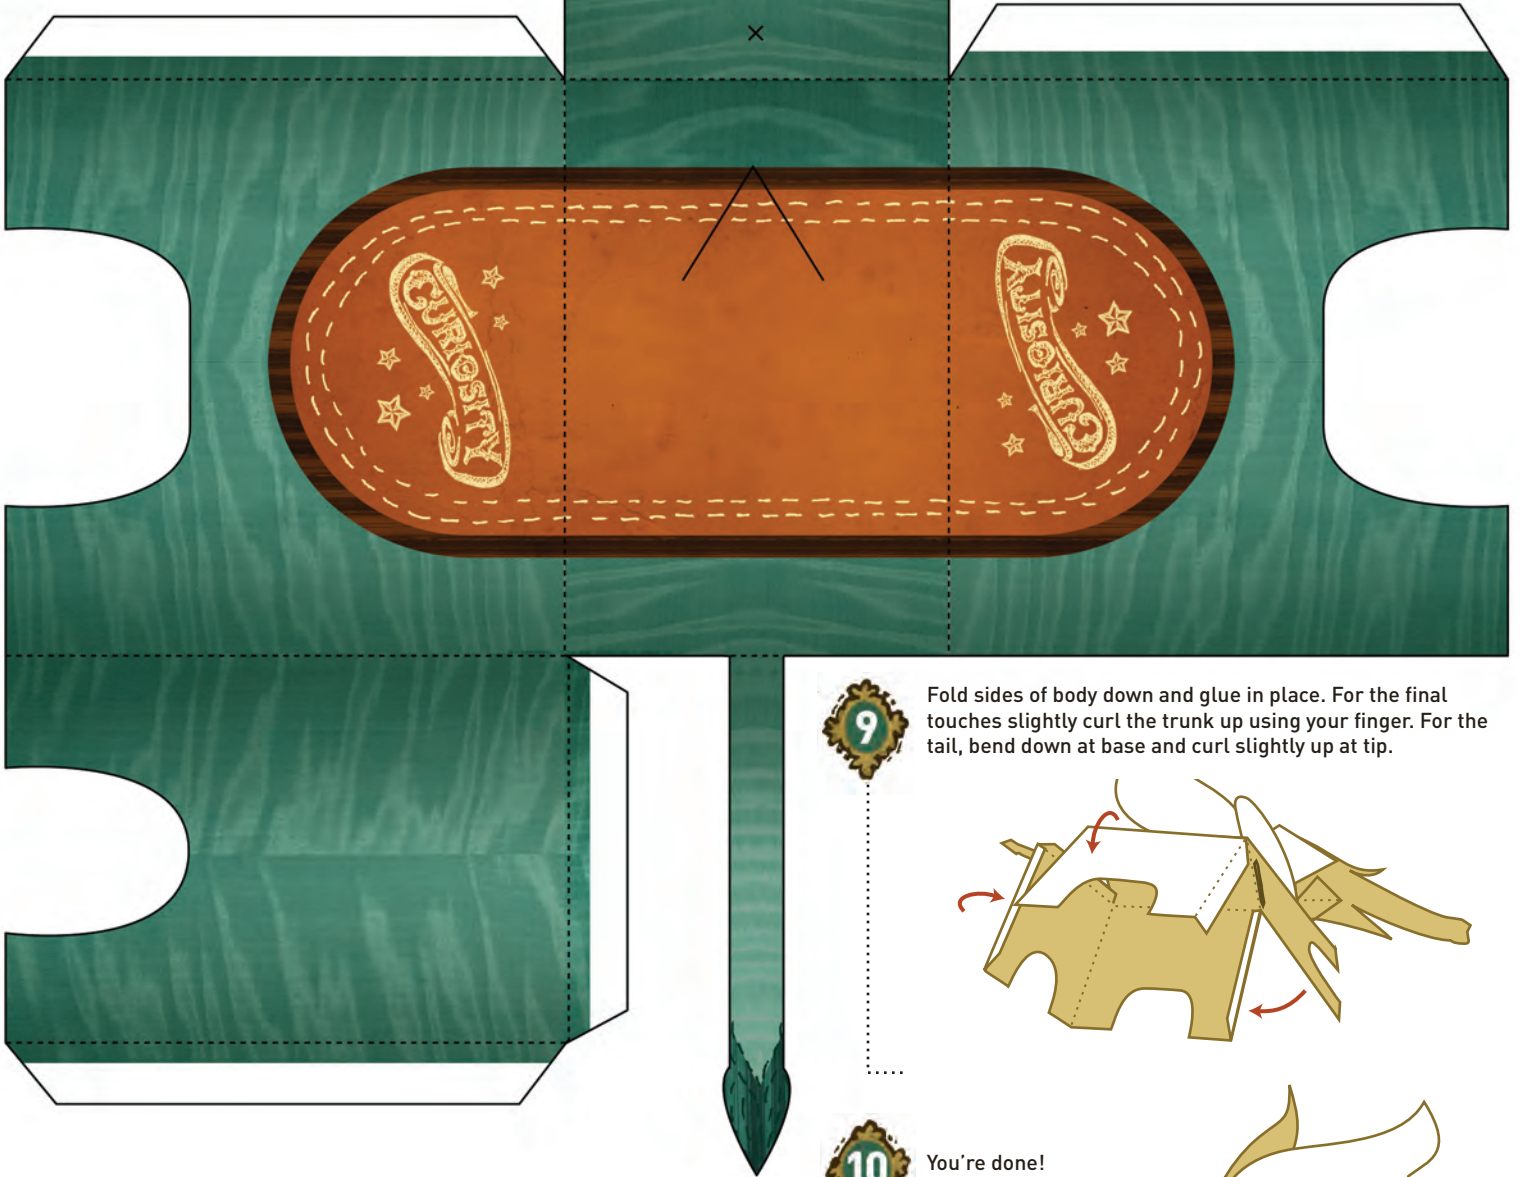 ×
CURIOSITY
CURIOSITY
9
Fold sides of body down and glue in place. For the final
touches slightly curl the trunk up using your finger. For the
tail, bend down at base and curl slightly up at tip.
10
You’re done!